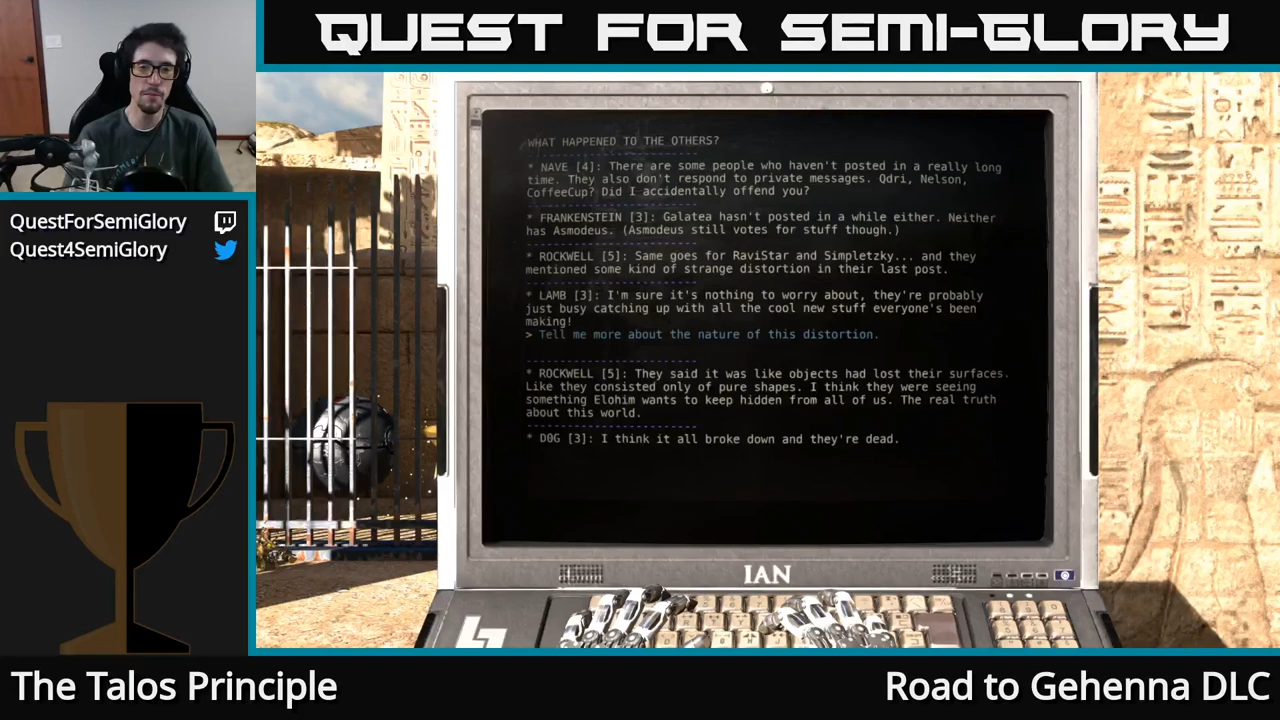 QUEST FOR SEMI-GLORY
QuestForSemiGlory
Quest4SemiGlory
WHAT HAPPENED TO THE OTHERS?
* NAVE [4]: There are some people who haven't posted in a really long
time. They also don't respond to private messages. Qdri, Nelson,
CoffeeCup? Did I accidentally offend you?
* FRANKENSTEIN [3]: Galatea hasn't posted in a while either. Neither
has Asmodeus. (Asmodeus still votes for stuff though.)
* ROCKWELL [5]: Same goes for RaviStar and Simpletzky... and they
mentioned some kind of strange distortion in their last post.
* LAMB [3]: I'm sure it's nothing to worry about, they're probably
just busy catching up with all the cool new stuff everyone's been
making!
> Tell me more about the nature of this distortion.
* ROCKWELL [5]: They said it was like objects had lost their surfaces.
Like they consisted only of pure shapes. I think they were seeing
something Elohim wants to keep hidden from all of us. The real truth
about this world.
* D0G [3]: I think it all broke down and they're dead.
IAN
The Talos Principle
Road to Gehenna DLC